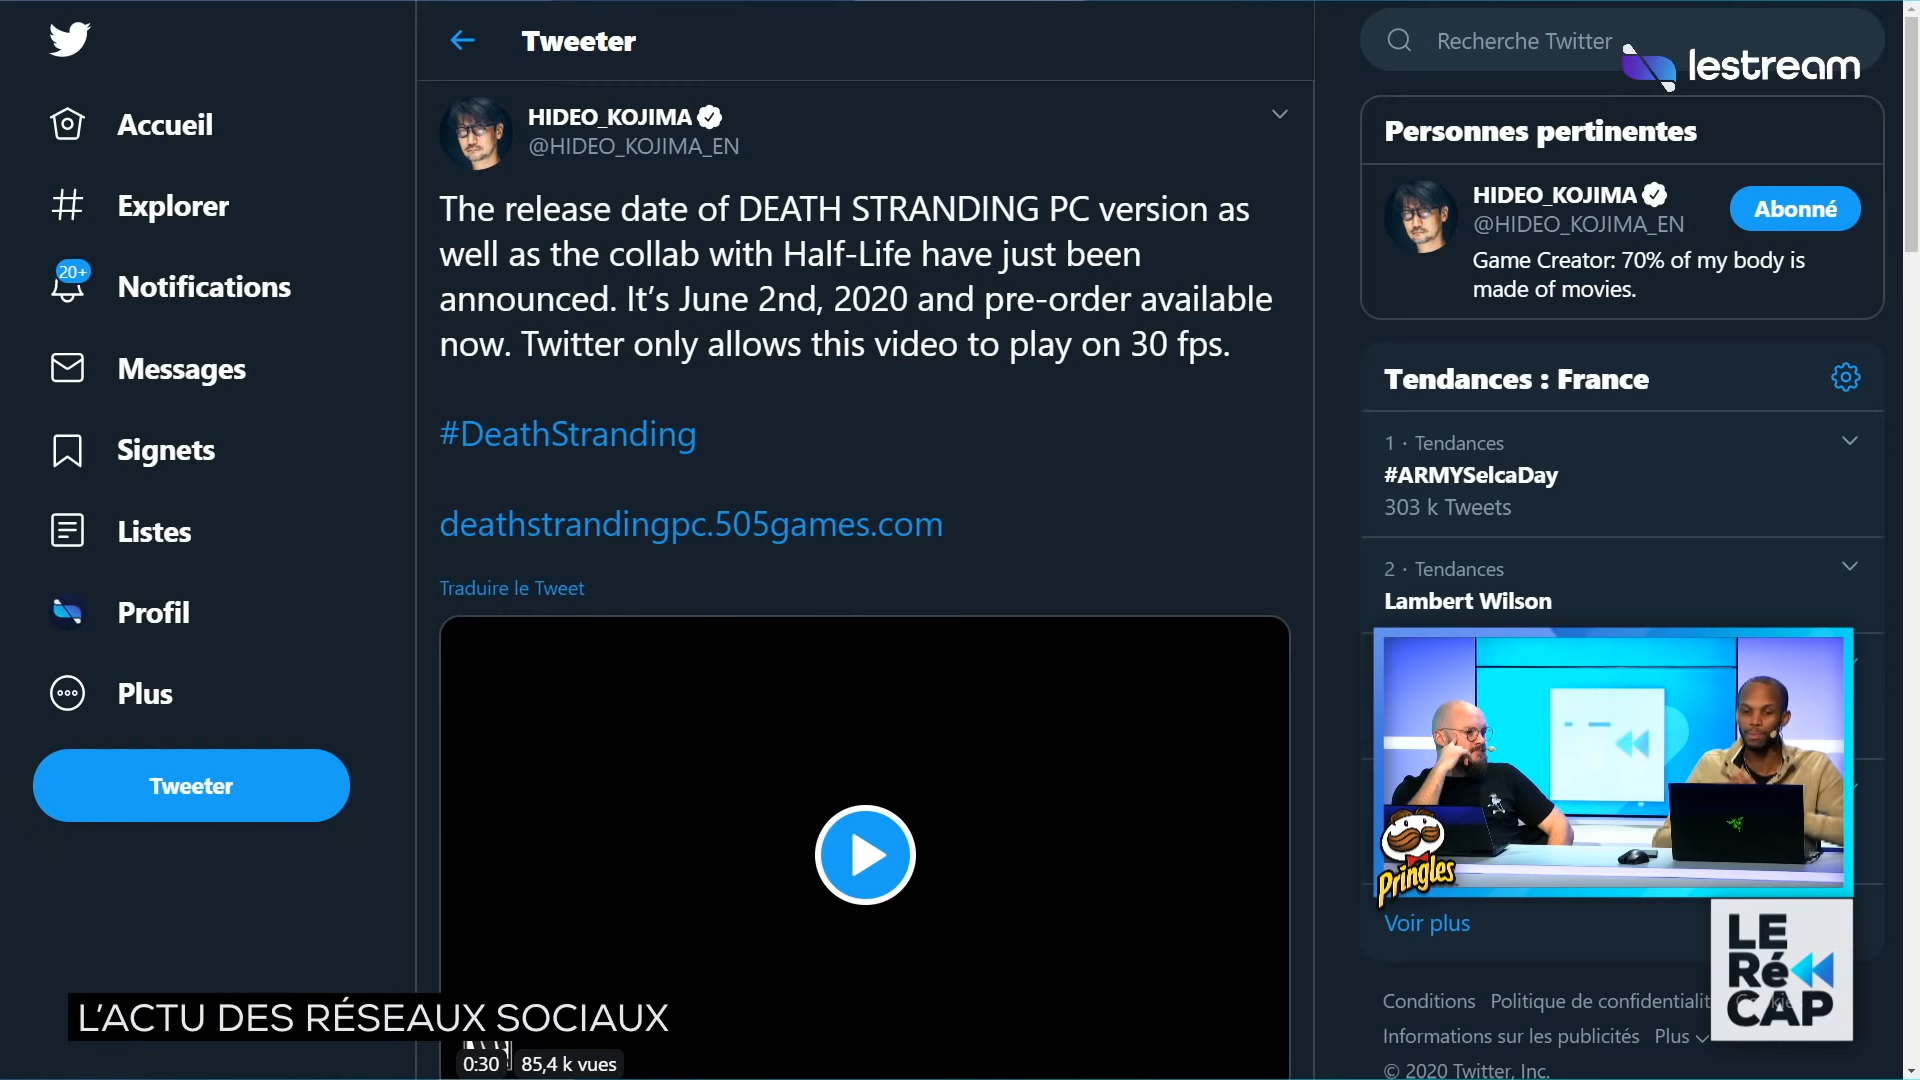 Accueil
Explorer
20+
Notifications
Messages
Signets
Listes
Profil
Plus
Tweeter
Tweeter
HIDEO_KOJIMA
@HIDEO_KOJIMA_EN
The release date of DEATH STRANDING PC version as
well as the collab with Half-Life have just been
announced. It’s June 2nd, 2020 and pre-order available
now. Twitter only allows this video to play on 30 fps.
#DeathStranding
deathstrandingpc.505games.com
Traduire le Tweet
0:30
85,4 k vues
L’ACTU DES RÉSEAUX SOCIAUX
Recherche Twitter
lestream
Personnes pertinentes
HIDEO_KOJIMA
@HIDEO_KOJIMA_EN
Abonné
Game Creator: 70% of my body is
made of movies.
Tendances : France
1 · Tendances
#ARMYSelcaDay
303 k Tweets
2 · Tendances
Lambert Wilson
Pringles
Voir plus
LE
Ré
CAP
Conditions Politique de confidentialit
Informations sur les publicités Plus
© 2020 Twitter, Inc.